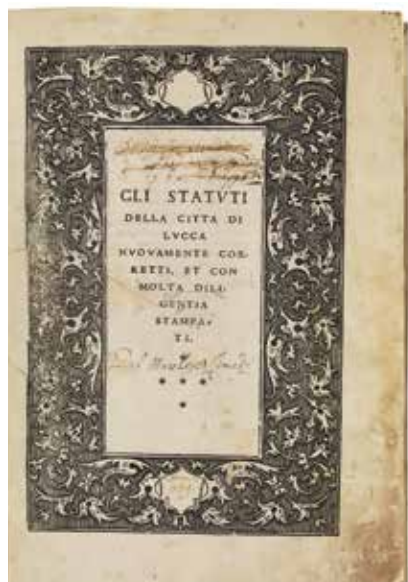 GLI STATVTI
DELLA CITTA DI
LVCCA
NVOVAMENTE COR-
RETTI, ET CON
MOLTA DILI-
GENTIA
STAMPA-
TI.